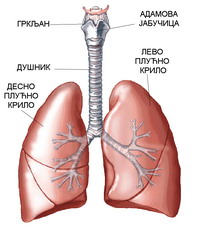 ГРКЉАН
АДАМОВА
ЈАБУЧИЦА
ДУШНИК
ЛЕВО
ПЛУЋНО
КРИЛО
ДЕСНО
ПЛУЋНО
КРИЛО